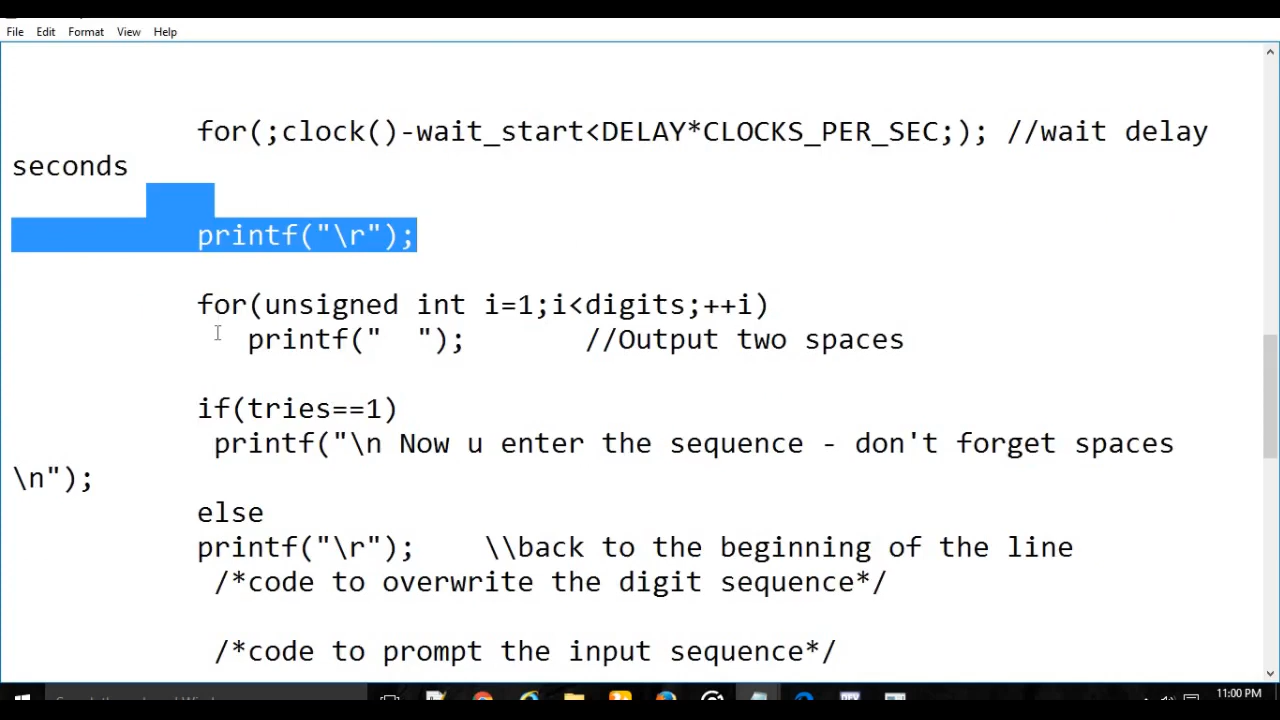 File Edit Format View Help
for(;clock()-wait_start<DELAY*CLOCKS_PER_SEC;); //wait delay
seconds
printf("\r");
for(unsigned int i=1;i<digits;++i)
printf("  ");       //Output two spaces
if(tries==1)
printf("\n Now u enter the sequence - don't forget spaces
\n");
else
printf("\r");    \\back to the beginning of the line
/*code to overwrite the digit sequence*/
/*code to prompt the input sequence*/
11:00 PM